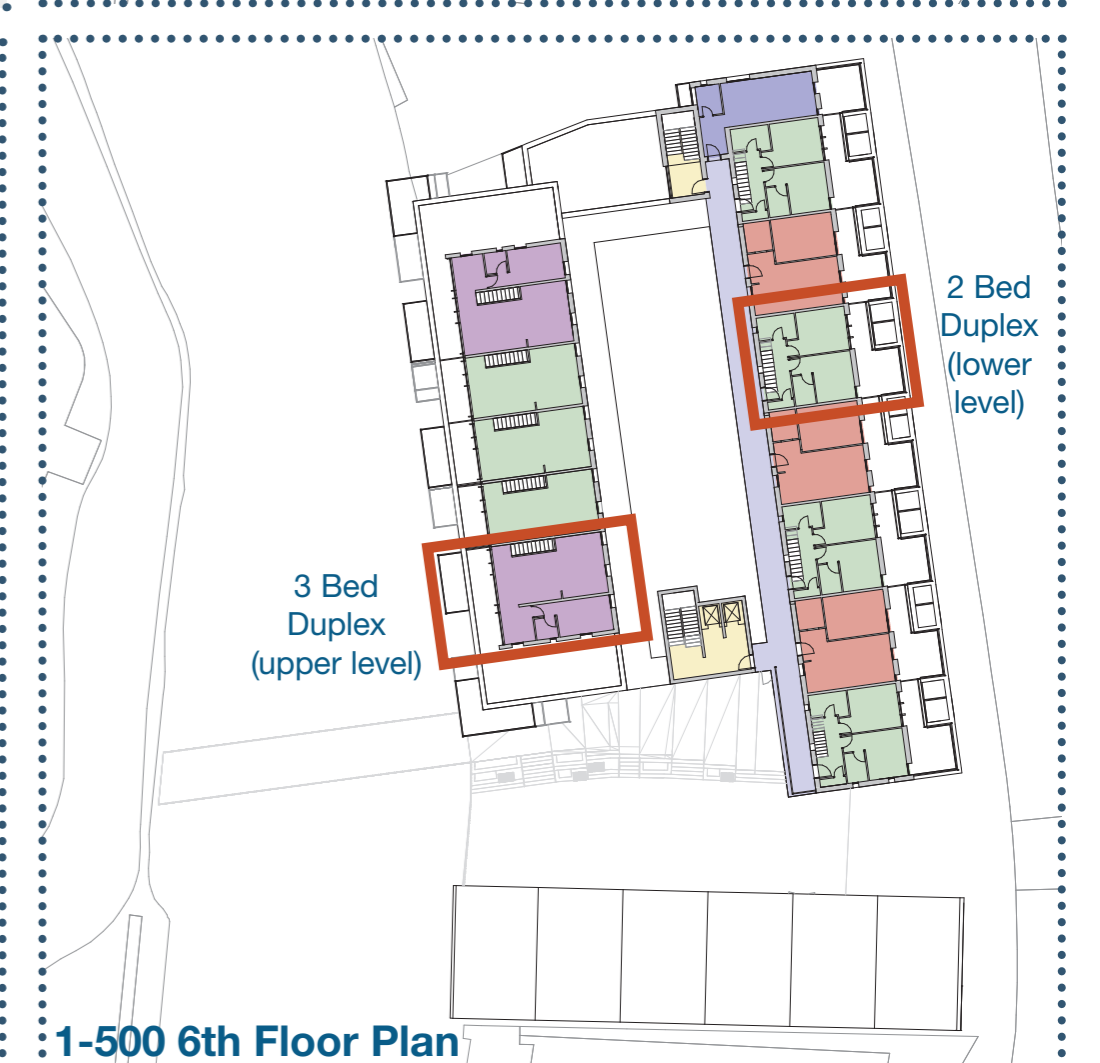 2 Bed
Duplex
(lower
level)
3 Bed
Duplex
(upper level)
1-500 6th Floor Plan